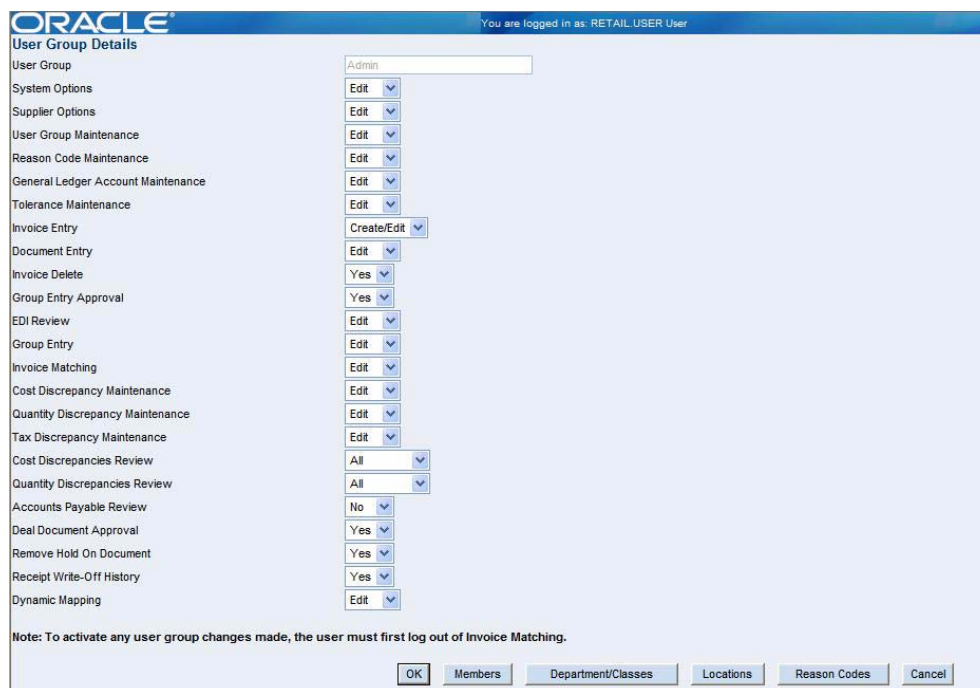 ORACLE
You are logged in as: RETAIL.USER User
User Group Details
User Group Admin
System Options Edit
Supplier Options Edit
User Group Maintenance Edit
Reason Code Maintenance Edit
General Ledger Account Maintenance Edit
Tolerance Maintenance Edit
Invoice Entry Create/Edit
Document Entry Edit
Invoice Delete Yes
Group Entry Approval Yes
EDI Review Edit
Group Entry Edit
Invoice Matching Edit
Cost Discrepancy Maintenance Edit
Quantity Discrepancy Maintenance Edit
Tax Discrepancy Maintenance Edit
Cost Discrepancies Review All
Quantity Discrepancies Review All
Accounts Payable Review No
Deal Document Approval Yes
Remove Hold On Document Yes
Receipt Write-Off History Yes
Dynamic Mapping Edit
Note: To activate any user group changes made, the user must first log out of Invoice Matching.
OK Members Department/Classes Locations Reason Codes Cancel